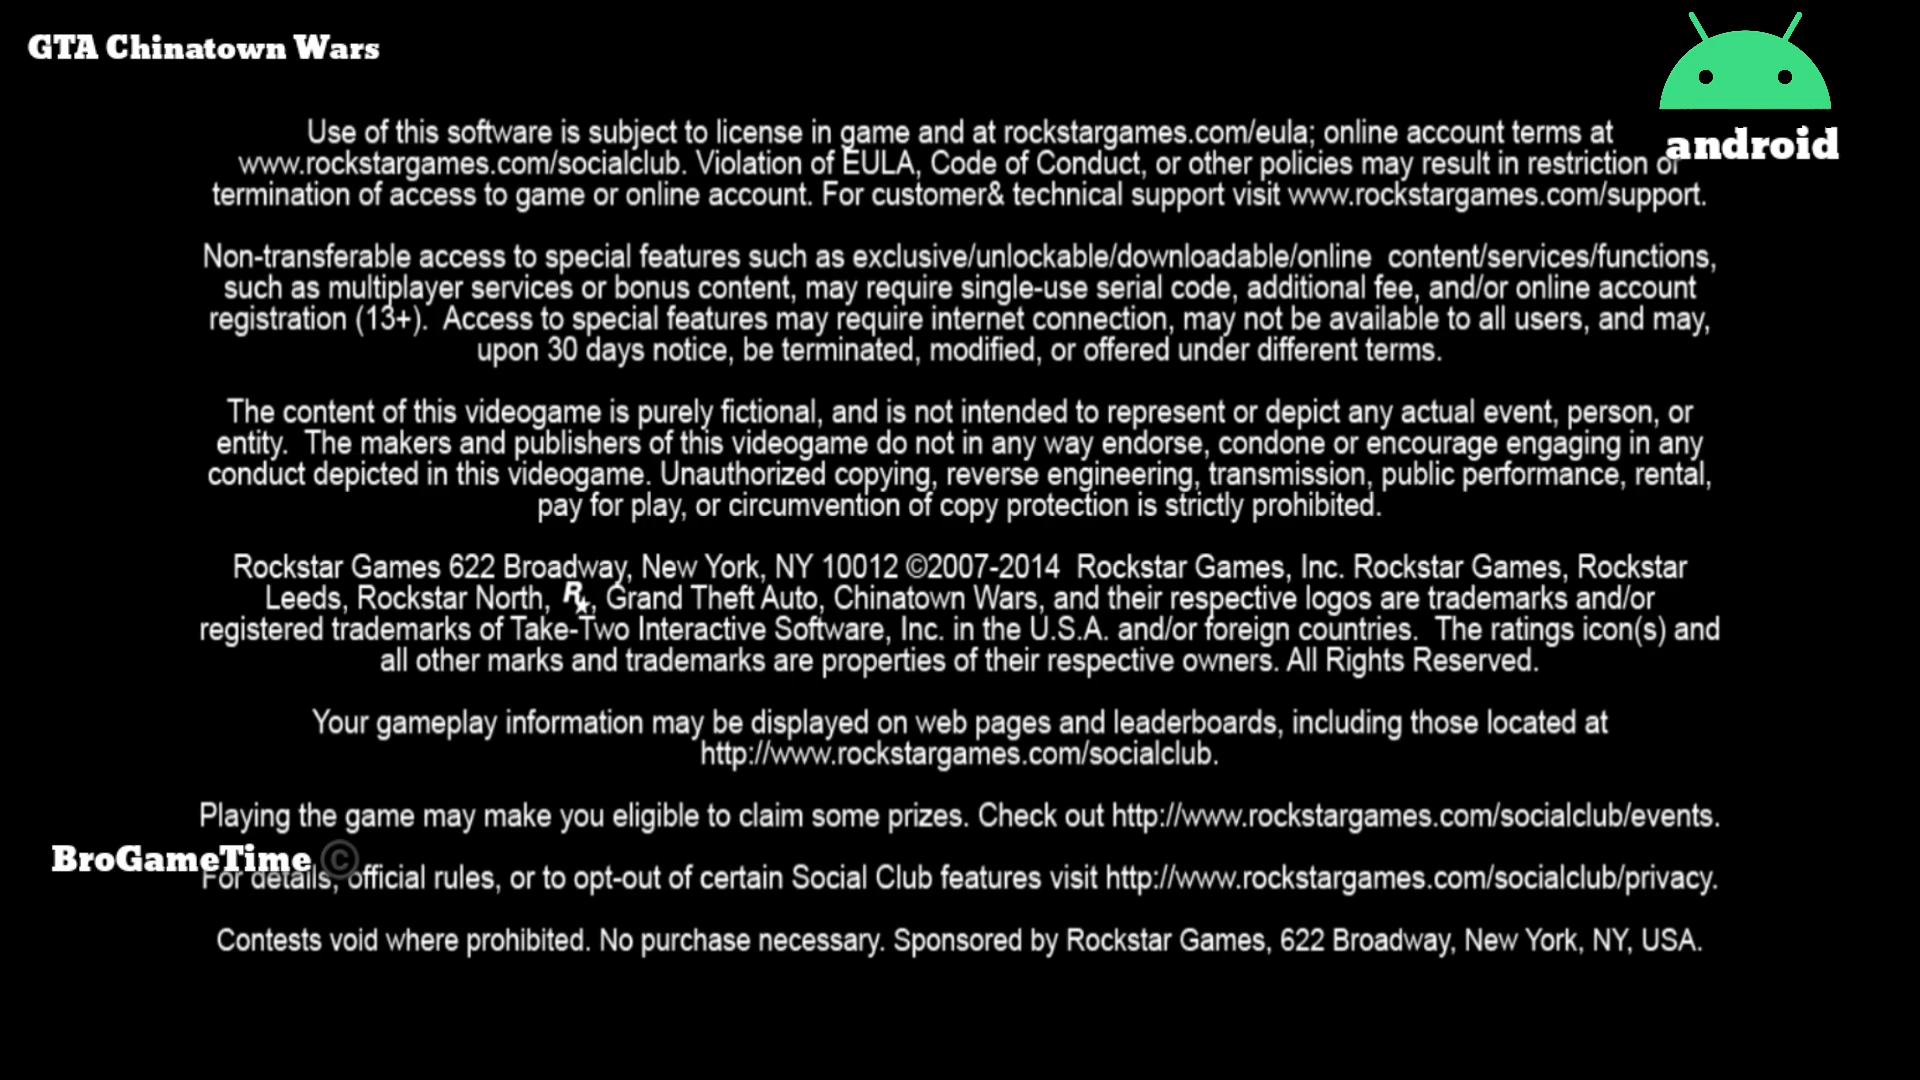 GTA Chinatown Wars
android
Use of this software is subject to license in game and at rockstargames.com/eula; online account terms at
www.rockstargames.com/socialclub. Violation of EULA, Code of Conduct, or other policies may result in restriction or
termination of access to game or online account. For customer& technical support visit www.rockstargames.com/support.
Non-transferable access to special features such as exclusive/unlockable/downloadable/online  content/services/functions,
such as multiplayer services or bonus content, may require single-use serial code, additional fee, and/or online account
registration (13+).  Access to special features may require internet connection, may not be available to all users, and may,
upon 30 days notice, be terminated, modified, or offered under different terms.
The content of this videogame is purely fictional, and is not intended to represent or depict any actual event, person, or
entity.  The makers and publishers of this videogame do not in any way endorse, condone or encourage engaging in any
conduct depicted in this videogame. Unauthorized copying, reverse engineering, transmission, public performance, rental,
pay for play, or circumvention of copy protection is strictly prohibited.
Rockstar Games 622 Broadway, New York, NY 10012 ©2007-2014  Rockstar Games, Inc. Rockstar Games, Rockstar
Leeds, Rockstar North, R★, Grand Theft Auto, Chinatown Wars, and their respective logos are trademarks and/or
registered trademarks of Take-Two Interactive Software, Inc. in the U.S.A. and/or foreign countries.  The ratings icon(s) and
all other marks and trademarks are properties of their respective owners. All Rights Reserved.
Your gameplay information may be displayed on web pages and leaderboards, including those located at
http://www.rockstargames.com/socialclub.
Playing the game may make you eligible to claim some prizes. Check out http://www.rockstargames.com/socialclub/events.
BroGameTime ©
For details, official rules, or to opt-out of certain Social Club features visit http://www.rockstargames.com/socialclub/privacy.
Contests void where prohibited. No purchase necessary. Sponsored by Rockstar Games, 622 Broadway, New York, NY, USA.